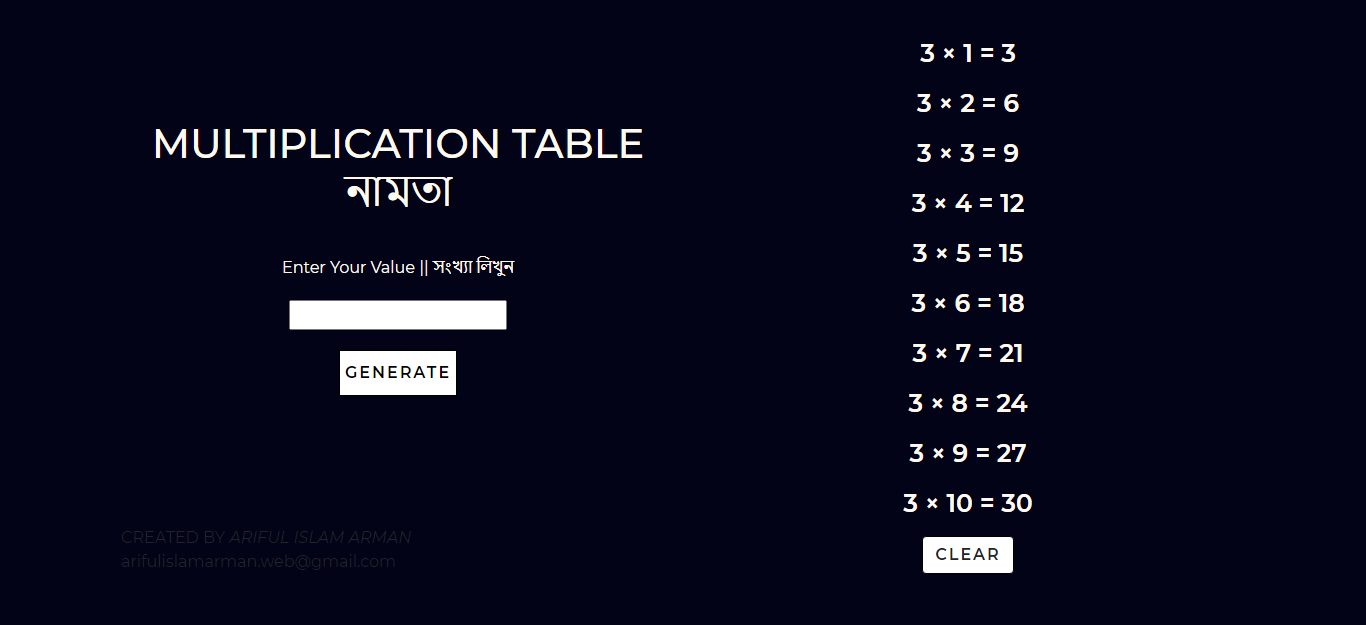 MULTIPLICATION TABLE
নামতা
Enter Your Value || সংখ্যা লিখুন
GENERATE
CREATED BY ARIFUL ISLAM ARMAN
arifulislamarman.web@gmail.com
3 × 1 = 3
3 × 2 = 6
3 × 3 = 9
3 × 4 = 12
3 × 5 = 15
3 × 6 = 18
3 × 7 = 21
3 × 8 = 24
3 × 9 = 27
3 × 10 = 30
CLEAR